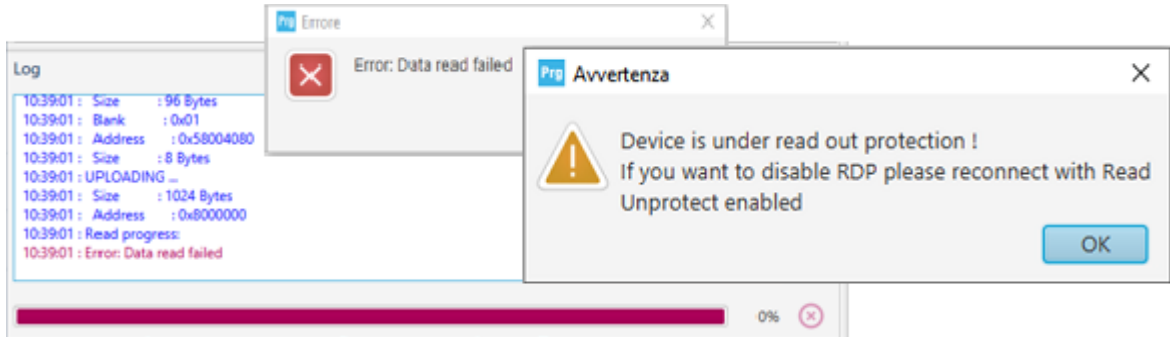 Prg Errore
Error: Data read failed
Log
10:39:01 : Size : 96 Bytes
10:39:01 : Bank : 0x01
10:39:01 : Address : 0x58004080
10:39:01 : Size : 8 Bytes
10:39:01 : UPLOADING ...
10:39:01 : Size : 1024 Bytes
10:39:01 : Address : 0x8000000
10:39:01 : Read progress:
10:39:01 : Error: Data read failed
0%
Prg Avvertenza
Device is under read out protection !
If you want to disable RDP please reconnect with Read
Unprotect enabled
OK